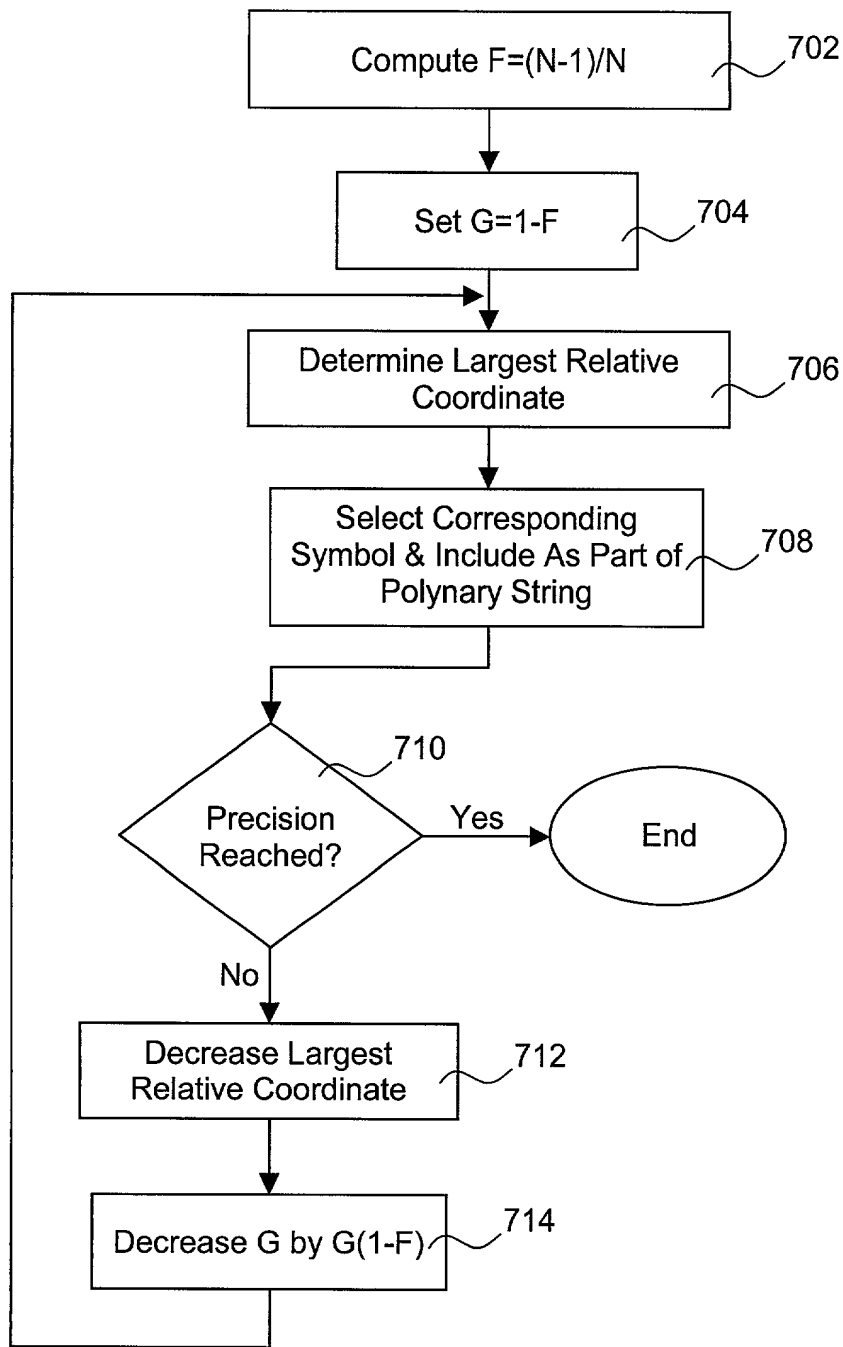 Compute F=(N-1)/N
702
Set G=1-F
704
Determine Largest Relative
Coordinate
706
Select Corresponding
Symbol & Include As Part of
Polynary String
708
710
Precision
Reached?
Yes
End
No
Decrease Largest
Relative Coordinate
712
Decrease G by G(1-F)
714